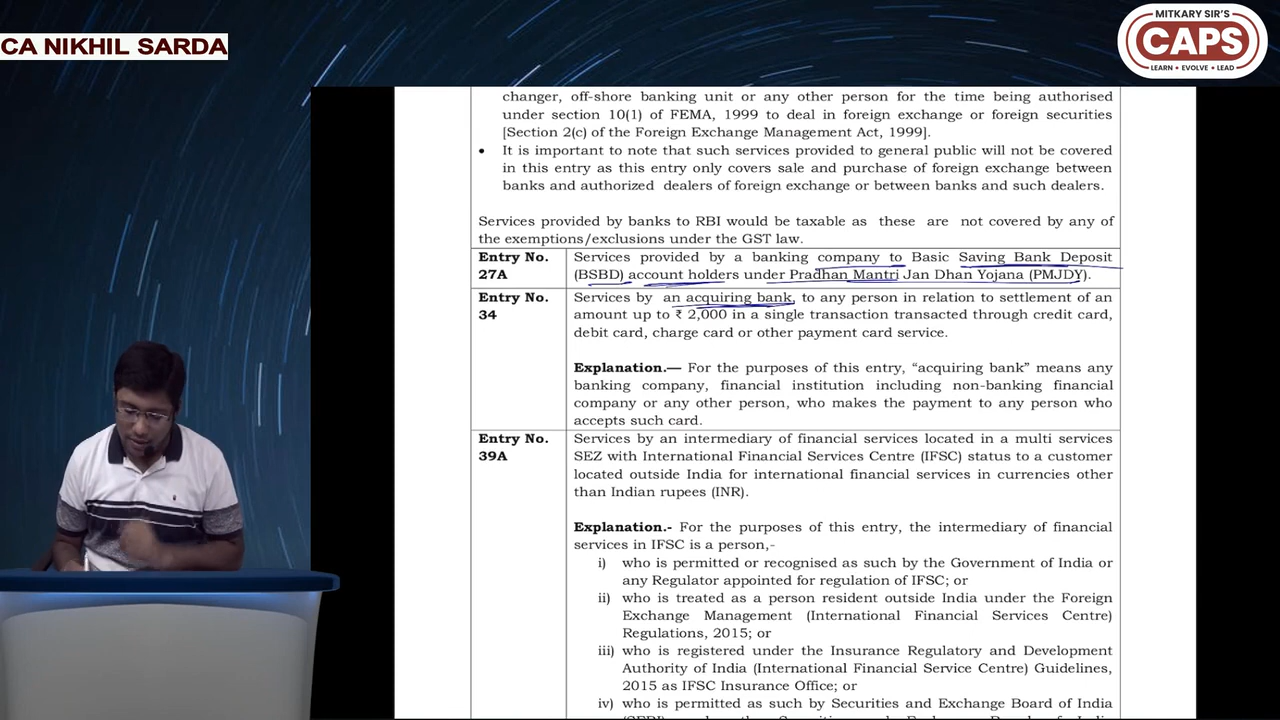 CA NIKHIL SARDA
MITKARY SIR'S
CAPS
LEARN • EVOLVE • LEAD
changer, off-shore banking unit or any other person for the time being authorised
under section 10(1) of FEMA, 1999 to deal in foreign exchange or foreign securities
[Section 2(c) of the Foreign Exchange Management Act, 1999].
• It is important to note that such services provided to general public will not be covered
in this entry as this entry only covers sale and purchase of foreign exchange between
banks and authorized dealers of foreign exchange or between banks and such dealers.
Services provided by banks to RBI would be taxable as these are not covered by any of
the exemptions/exclusions under the GST law.
Entry No.
27A
Services provided by a banking company to Basic Saving Bank Deposit
(BSBD) account holders under Pradhan Mantri Jan Dhan Yojana (PMJDY).
Entry No.
34
Services by an acquiring bank, to any person in relation to settlement of an
amount up to ₹ 2,000 in a single transaction transacted through credit card,
debit card, charge card or other payment card service.
Explanation.— For the purposes of this entry, “acquiring bank” means any
banking company, financial institution including non-banking financial
company or any other person, who makes the payment to any person who
accepts such card.
Entry No.
39A
Services by an intermediary of financial services located in a multi services
SEZ with International Financial Services Centre (IFSC) status to a customer
located outside India for international financial services in currencies other
than Indian rupees (INR).
Explanation.- For the purposes of this entry, the intermediary of financial
services in IFSC is a person,-
i) who is permitted or recognised as such by the Government of India or
any Regulator appointed for regulation of IFSC; or
ii) who is treated as a person resident outside India under the Foreign
Exchange Management (International Financial Services Centre)
Regulations, 2015; or
iii) who is registered under the Insurance Regulatory and Development
Authority of India (International Financial Service Centre) Guidelines,
2015 as IFSC Insurance Office; or
iv) who is permitted as such by Securities and Exchange Board of India